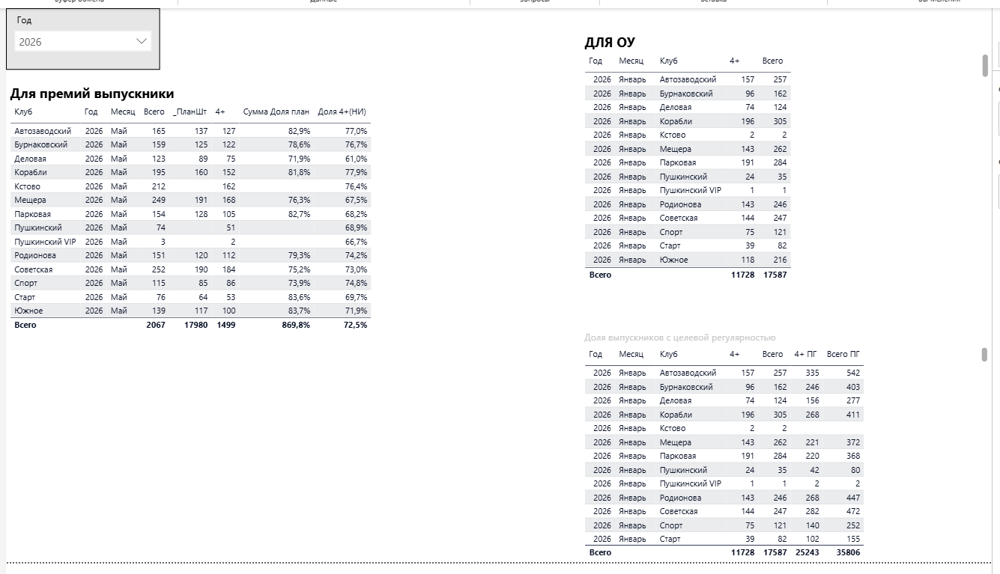 Буфер обмена Данные Запросы Вставка Вычисления
Год
2026
Для премий выпускники
Клуб Год Месяц Всего _ПланШт 4+ Сумма Доля план Доля 4+(НИ)
Автозаводский 2026 Май 165 137 127 82,9% 77,0%
Бурнаковский 2026 Май 159 125 122 78,6% 76,7%
Деловая 2026 Май 123 89 75 71,9% 61,0%
Корабли 2026 Май 195 160 152 81,8% 77,9%
Кстово 2026 Май 212 162 76,4%
Мещера 2026 Май 249 191 168 76,3% 67,5%
Парковая 2026 Май 154 128 105 82,7% 68,2%
Пушкинский 2026 Май 74 51 68,9%
Пушкинский VIP 2026 Май 3 2 66,7%
Родионова 2026 Май 151 120 112 79,3% 74,2%
Советская 2026 Май 252 190 184 75,2% 73,0%
Спорт 2026 Май 115 85 86 73,9% 74,8%
Старт 2026 Май 76 64 53 83,6% 69,7%
Южное 2026 Май 139 117 100 83,7% 71,9%
Всего 2067 17980 1499 869,8% 72,5%
ДЛЯ ОУ
Год Месяц Клуб 4+ Всего
2026 Январь Автозаводский 157 257
2026 Январь Бурнаковский 96 162
2026 Январь Деловая 74 124
2026 Январь Корабли 196 305
2026 Январь Кстово 2 2
2026 Январь Мещера 143 262
2026 Январь Парковая 191 284
2026 Январь Пушкинский 24 35
2026 Январь Пушкинский VIP 1 1
2026 Январь Родионова 143 246
2026 Январь Советская 144 247
2026 Январь Спорт 75 121
2026 Январь Старт 39 82
2026 Январь Южное 118 216
Всего 11728 17587
Доля выпускников с целевой регулярностью
Год Месяц Клуб 4+ Всего 4+ ПГ Всего ПГ
2026 Январь Автозаводский 157 257 335 542
2026 Январь Бурнаковский 96 162 246 403
2026 Январь Деловая 74 124 156 277
2026 Январь Корабли 196 305 268 411
2026 Январь Кстово 2 2
2026 Январь Мещера 143 262 221 372
2026 Январь Парковая 191 284 220 368
2026 Январь Пушкинский 24 35 42 80
2026 Январь Пушкинский VIP 1 1 2 2
2026 Январь Родионова 143 246 268 447
2026 Январь Советская 144 247 282 472
2026 Январь Спорт 75 121 140 252
2026 Январь Старт 39 82 102 155
Всего 11728 17587 25243 35806